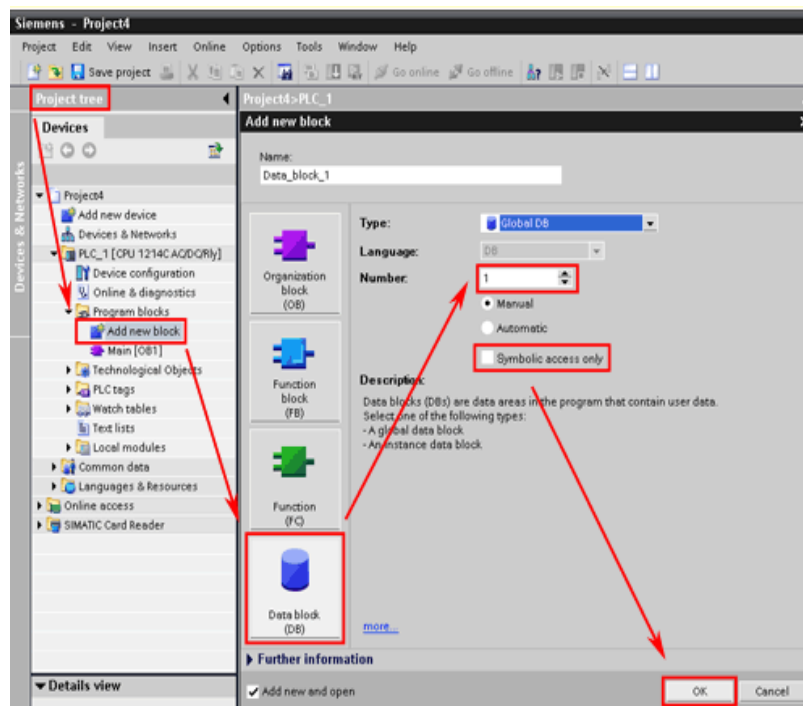 Siemens - Project4
Project Edit View Insert Online Options Tools Window Help
Save project Go online Go offline
Project tree
Project4>PLC_1
Devices
Add new block
Devices & Networks
Name:
Data_block_1
Project4
Add new device
Devices & Networks
PLC_1 [CPU 1214C AC/DC/Rly]
Device configuration
Online & diagnostics
Program blocks
Add new block
Main [OB1]
Technological Objects
PLC tags
Watch tables
Text lists
Local modules
Common data
Languages & Resources
Online access
SIMATIC Card Reader
Details view
Organization
block
(OB)
Function
block
(FB)
Function
(FC)
Data block
(DB)
Type: Global DB
Language: DB
Number: 1
Manual
Automatic
Symbolic access only
Description:
Data blocks (DBs) are data areas in the program that contain user data.
Select one of the following types:
- A global data block
- An instance data block
more...
Further information
Add new and open
OK Cancel